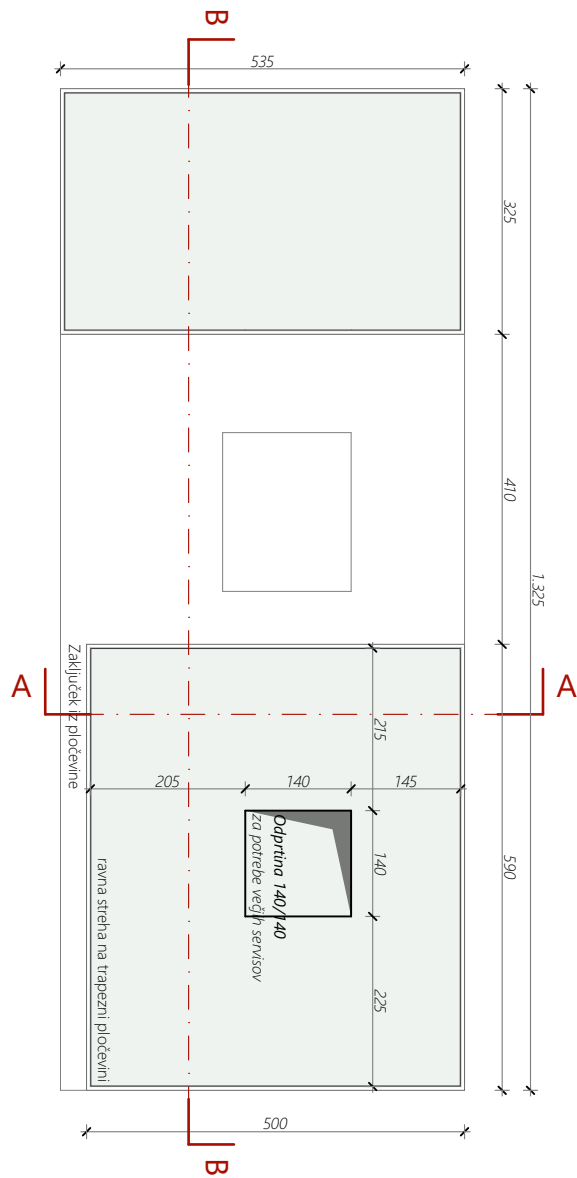 B
535
325
410
1.325
A
A
Zaključek iz pločevine
215
205
140
145
Odprtina 140/140
za potrebe večjih servisov
140
590
ravna streha na trapezni pločevini
225
500
B